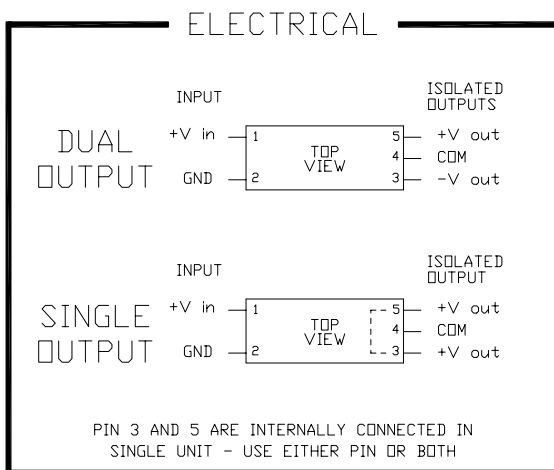 ELECTRICAL
INPUT
ISOLATED
OUTPUTS
DUAL
OUTPUT
+V in
1
5
+V out
TOP
VIEW
4
COM
GND
2
3
-V out
INPUT
ISOLATED
OUTPUT
SINGLE
OUTPUT
+V in
1
5
+V out
TOP
VIEW
4
COM
GND
2
3
+V out
PIN 3 AND 5 ARE INTERNALLY CONNECTED IN
SINGLE UNIT - USE EITHER PIN OR BOTH